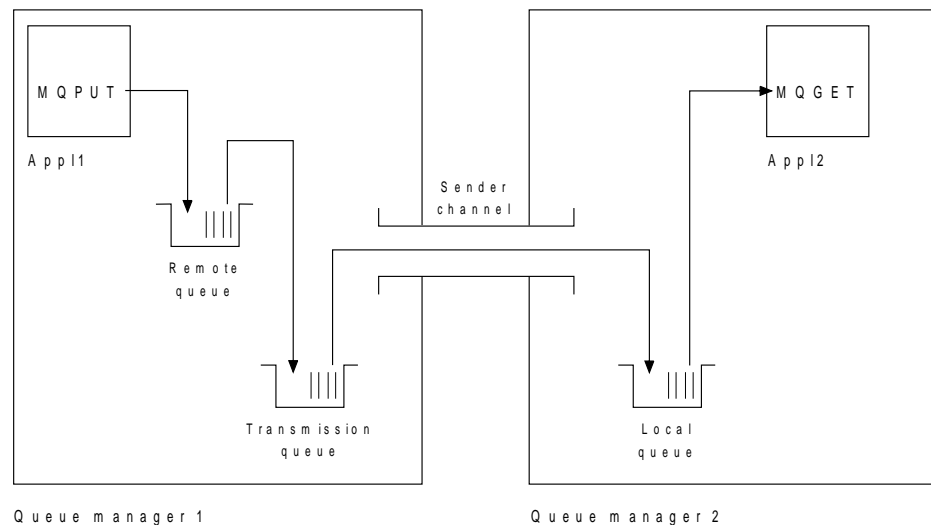 MQPUT
MQGET
Appl1
Appl2
Sender
channel
Remote
queue
Transmission
queue
Local
queue
Queue manager 1
Queue manager 2